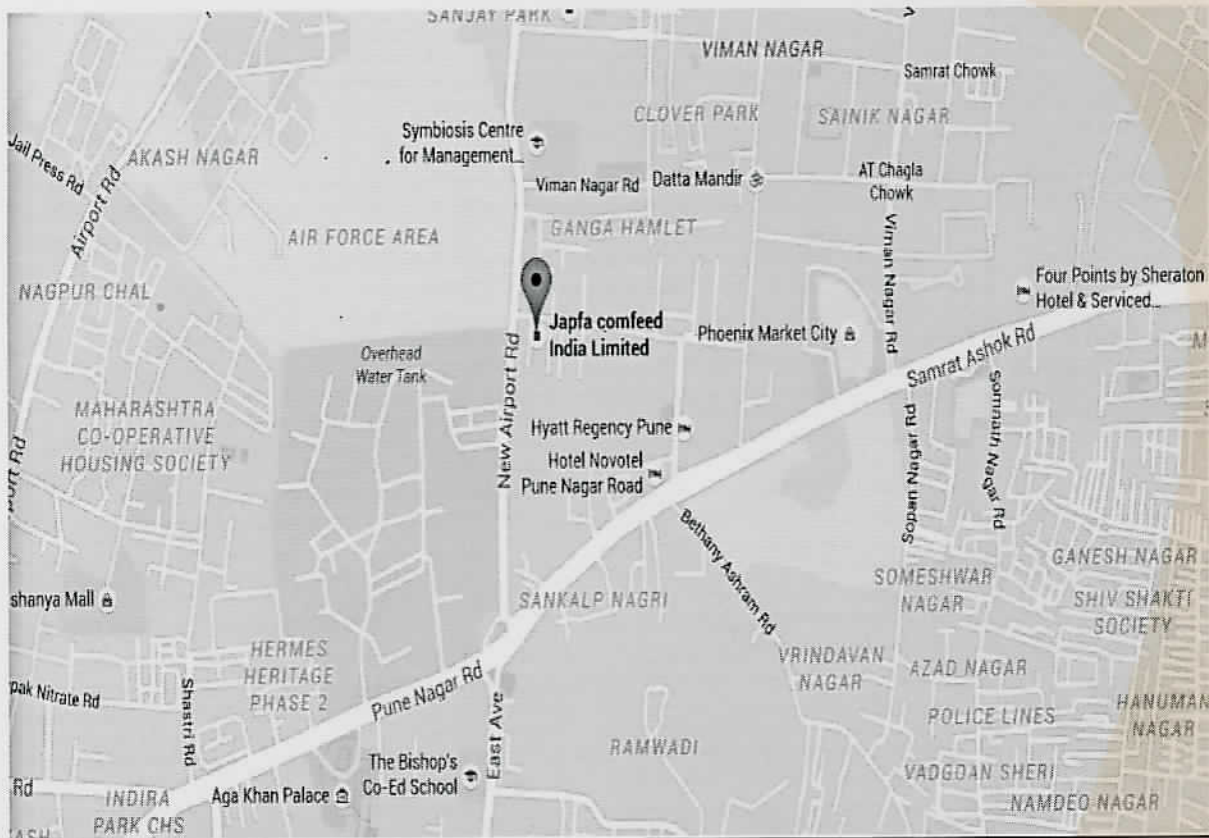 SANJAY PARK
VIMAN NAGAR
Samrat Chowk
CLOVER PARK
SAINIK NAGAR
Symbiosis Centre
for Management...
Jail Press Rd
AKASH NAGAR
Airport Rd
Viman Nagar Rd
Datta Mandir
AT Chagla
Chowk
GANGA HAMLET
AIR FORCE AREA
Viman Nagar Rd
NAGPUR CHAL
Four Points by Sheraton
Hotel & Serviced...
Japfa comfeed
India Limited
Phoenix Market City
Samrat Ashok Rd
Overhead
Water Tank
New Airport Rd
MAHARASHTRA
CO-OPERATIVE
HOUSING SOCIETY
Hyatt Regency Pune
Hotel Novotel
Pune Nagar Road
Sopan Nagar Rd
Somnath Nagar Rd
Bethany Ashram Rd
GANESH NAGAR
SOMESHWAR
NAGAR
SHIV SHAKTI
SOCIETY
shanya Mall
SANKALP NAGRI
HERMES
HERITAGE
PHASE 2
VRINDAVAN
NAGAR
AZAD NAGAR
pak Nitrate Rd
Shastri Rd
Pune Nagar Rd
East Ave
POLICE LINES
HANUMAN
NAGAR
RAMWADI
The Bishop's
Co-Ed School
VADGOAN SHERI
Rd
INDIRA
PARK CHS
Aga Khan Palace
NAMDEO NAGAR